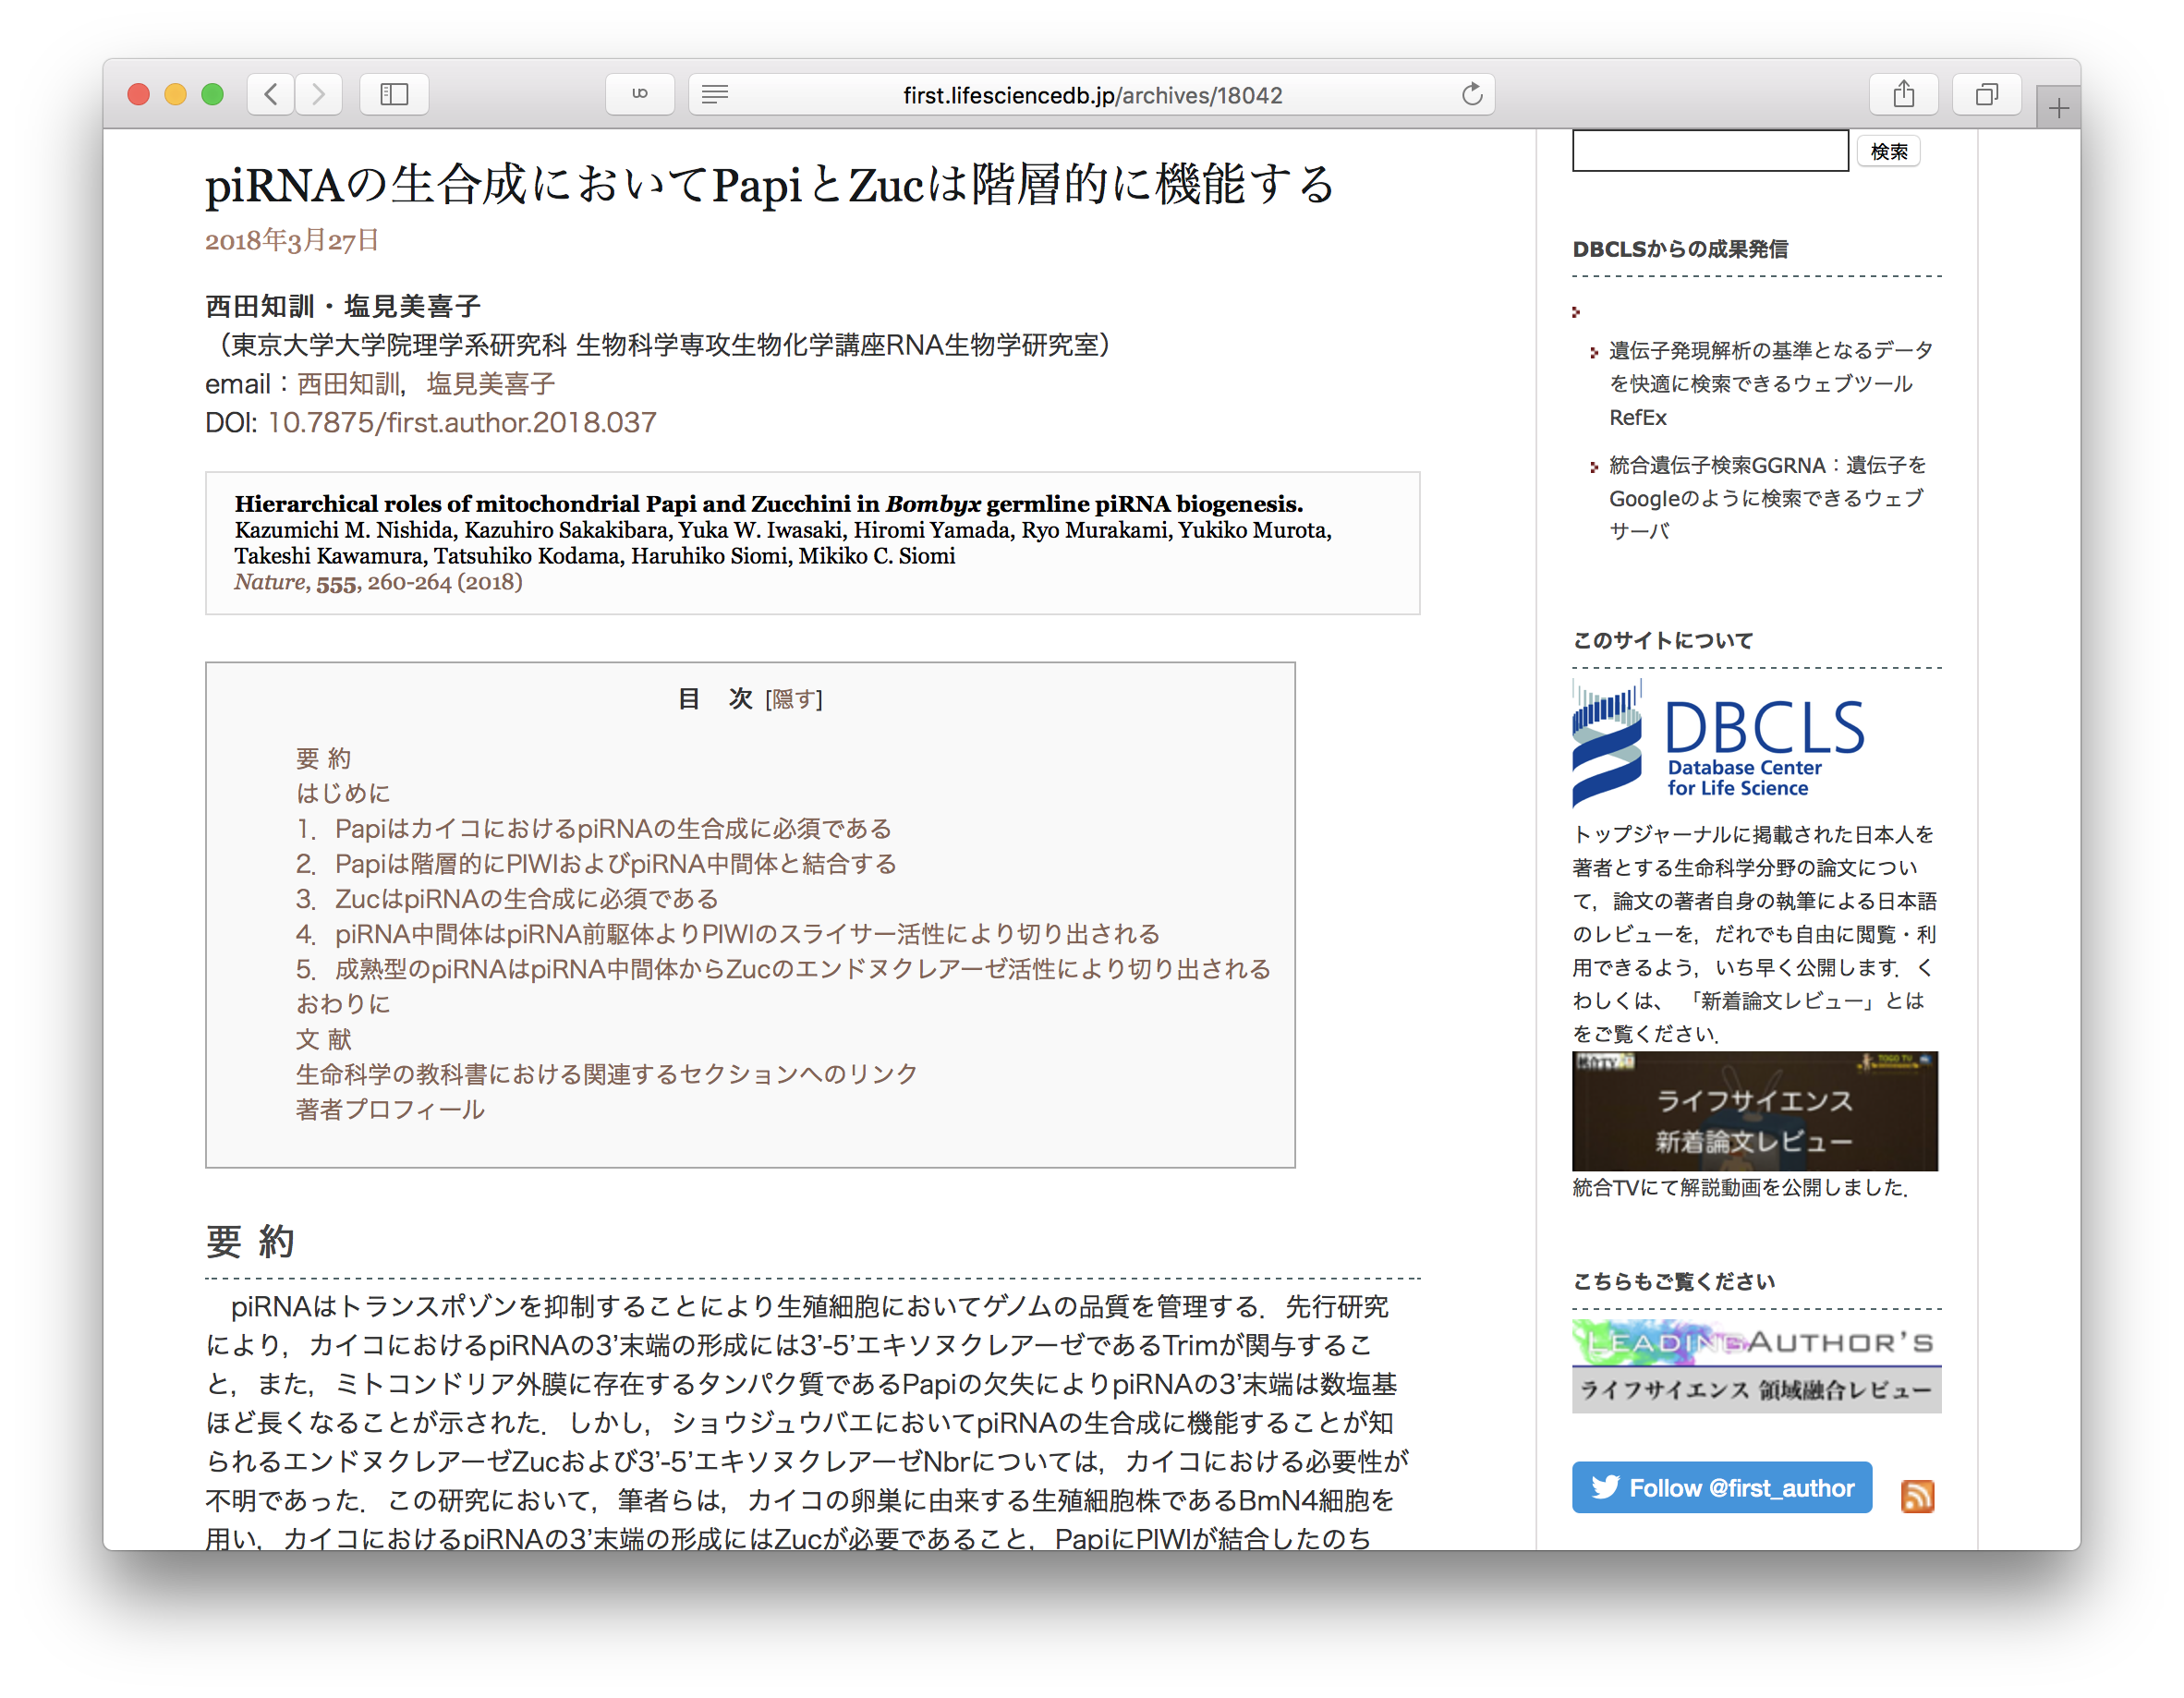 first.lifesciencedb.jp/archives/18042
piRNAの生合成においてPapiとZucは階層的に機能する
2018年3月27日
西田知訓・塩見美喜子
（東京大学大学院理学系研究科 生物科学専攻生物化学講座RNA生物学研究室）
email：西田知訓，塩見美喜子
DOI: 10.7875/first.author.2018.037
Hierarchical roles of mitochondrial Papi and Zucchini in Bombyx germline piRNA biogenesis.
Kazumichi M. Nishida, Kazuhiro Sakakibara, Yuka W. Iwasaki, Hiromi Yamada, Ryo Murakami, Yukiko Murota,
Takeshi Kawamura, Tatsuhiko Kodama, Haruhiko Siomi, Mikiko C. Siomi
Nature, 555, 260-264 (2018)
目　次 [隠す]
要 約
はじめに
1．PapiはカイコにおけるpiRNAの生合成に必須である
2．Papiは階層的にPIWIおよびpiRNA中間体と結合する
3．ZucはpiRNAの生合成に必須である
4．piRNA中間体はpiRNA前駆体よりPIWIのスライサー活性により切り出される
5．成熟型のpiRNAはpiRNA中間体からZucのエンドヌクレアーゼ活性により切り出される
おわりに
文 献
生命科学の教科書における関連するセクションへのリンク
著者プロフィール
要 約
piRNAはトランスポゾンを抑制することにより生殖細胞においてゲノムの品質を管理する．先行研究
により，カイコにおけるpiRNAの3’末端の形成には3’-5’エキソヌクレアーゼであるTrimが関与するこ
と，また，ミトコンドリア外膜に存在するタンパク質であるPapiの欠失によりpiRNAの3’末端は数塩基
ほど長くなることが示された．しかし，ショウジュウバエにおいてpiRNAの生合成に機能することが知
られるエンドヌクレアーゼZucおよび3’-5’エキソヌクレアーゼNbrについては，カイコにおける必要性が
不明であった．この研究において，筆者らは，カイコの卵巣に由来する生殖細胞株であるBmN4細胞を
用い，カイコにおけるpiRNAの3’末端の形成にはZucが必要であること，PapiにPIWIが結合したのち
検索
DBCLSからの成果発信
遺伝子発現解析の基準となるデータ
を快適に検索できるウェブツール
RefEx
統合遺伝子検索GGRNA：遺伝子を
Googleのように検索できるウェブ
サーバ
このサイトについて
DBCLS
Database Center
for Life Science
トップジャーナルに掲載された日本人を
著者とする生命科学分野の論文につい
て，論文の著者自身の執筆による日本語
のレビューを，だれでも自由に閲覧・利
用できるよう，いち早く公開します．く
わしくは、「新着論文レビュー」とは
をご覧ください．
統合TV
TOGO TV
ライフサイエンス
新着論文レビュー
統合TVにて解説動画を公開しました．
こちらもご覧ください
LEADING AUTHOR'S
ライフサイエンス 領域融合レビュー
Follow @first_author